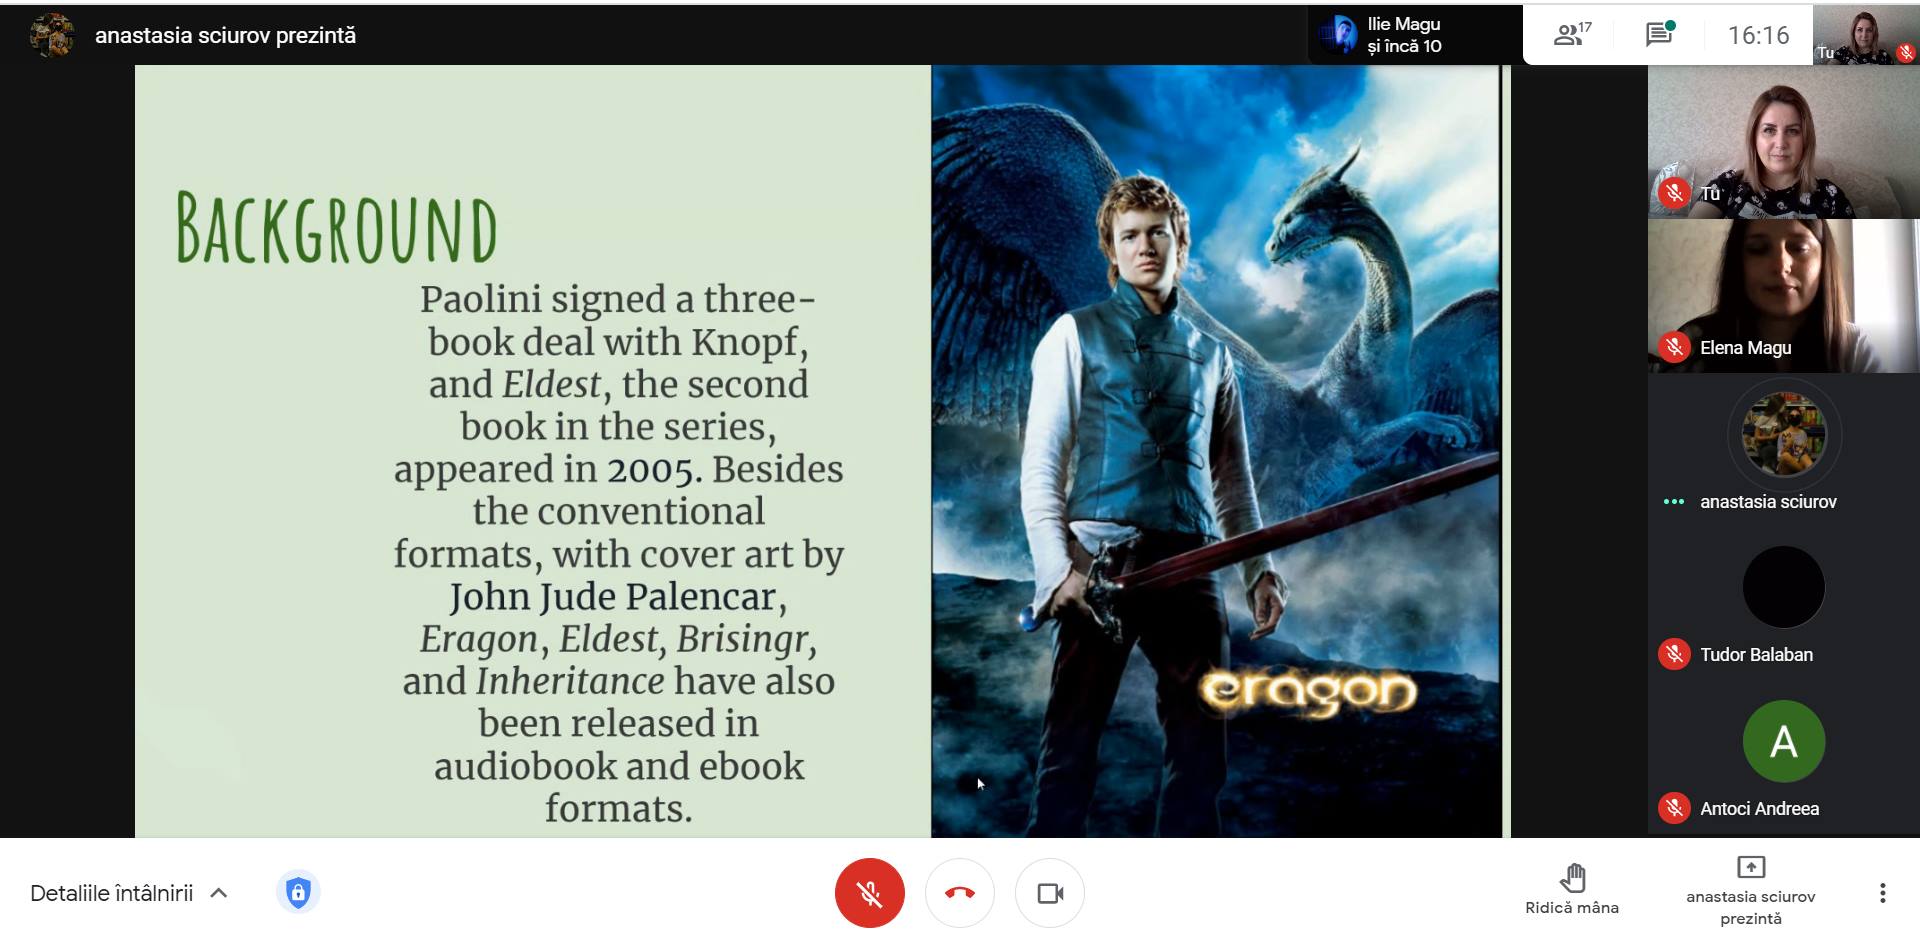 anastasia sciurov prezintă
Ilie Magu
și încă 10
17
16:16
Tu
BACKGROUND
Paolini signed a three-
book deal with Knopf,
and Eldest, the second
book in the series,
appeared in 2005. Besides
the conventional
formats, with cover art by
John Jude Palencar,
Eragon, Eldest, Brisingr,
and Inheritance have also
been released in
audiobook and ebook
formats.
eragon
Tu
Elena Magu
anastasia sciurov
Tudor Balaban
A
Antoci Andreea
Detaliile întâlnirii
Ridică mâna
anastasia sciurov
prezintă